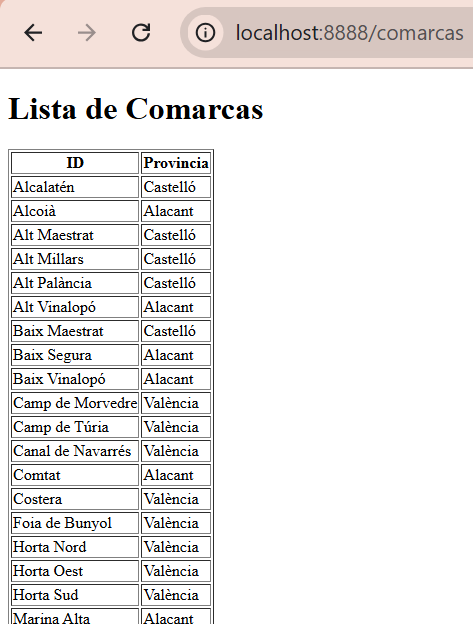 localhost:8888/comarcas
Lista de Comarcas
ID Provincia
Alcalatén Castelló
Alcoià Alacant
Alt Maestrat Castelló
Alt Millars Castelló
Alt Palància Castelló
Alt Vinalopó Alacant
Baix Maestrat Castelló
Baix Segura Alacant
Baix Vinalopó Alacant
Camp de Morvedre València
Camp de Túria València
Canal de Navarrés València
Comtat Alacant
Costera València
Foia de Bunyol València
Horta Nord València
Horta Oest València
Horta Sud València
Marina Alta Alacant